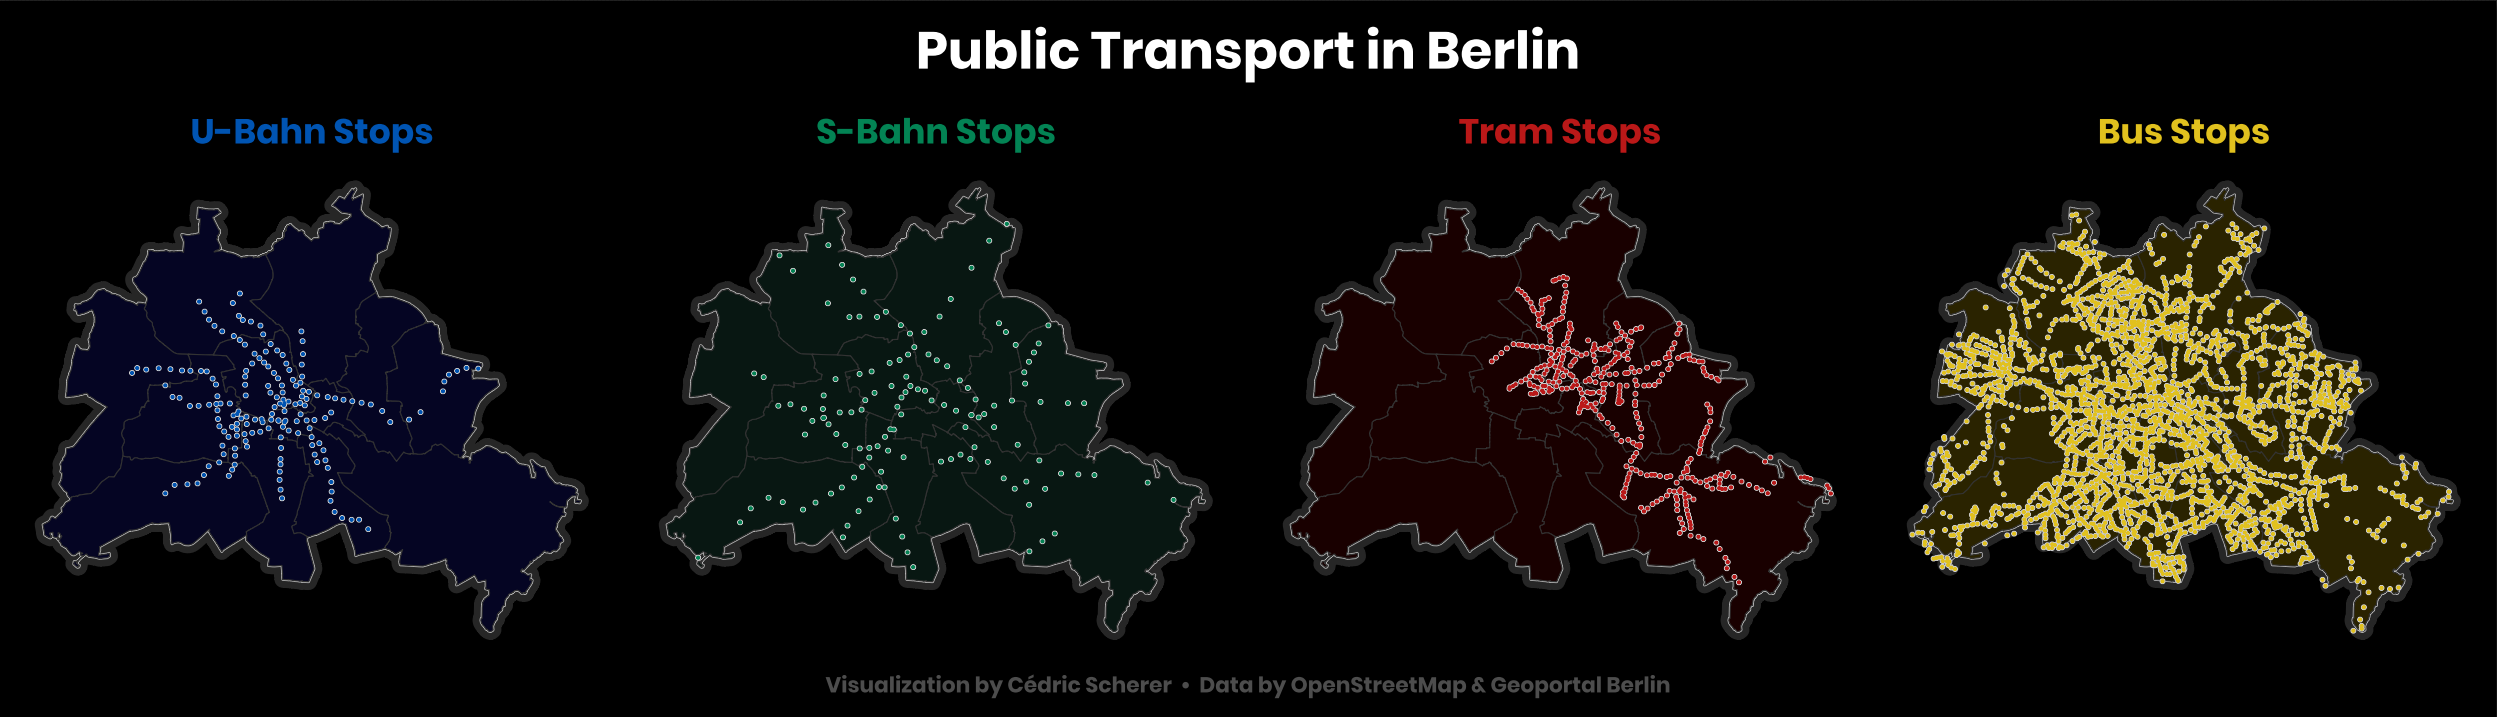 Public Transport in Berlin
U-Bahn Stops
S-Bahn Stops
Tram Stops
Bus Stops
Visualization by Cédric Scherer • Data by OpenStreetMap & Geoportal Berlin